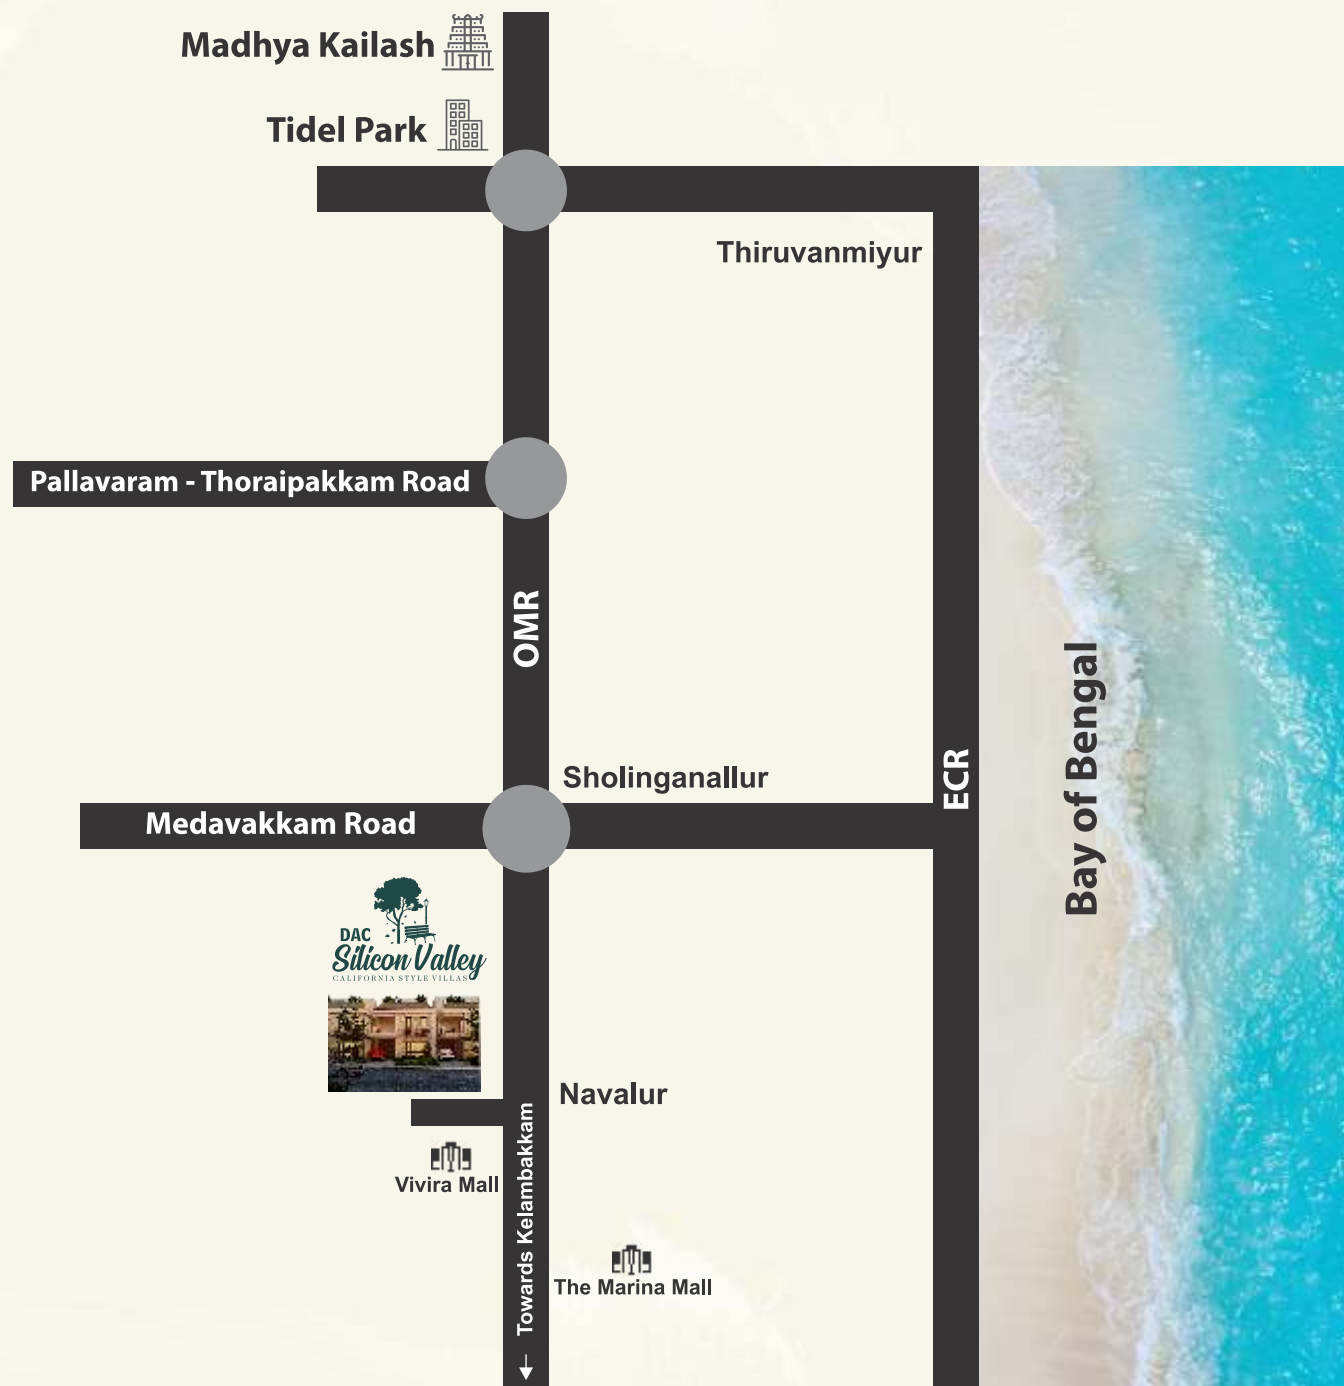 Madhya Kailash
Tidel Park
Thiruvanmiyur
Pallavaram - Thoraipakkam Road
OMR
Sholinganallur
ECR
Bay of Bengal
Medavakkam Road
DAC
Silicon Valley
CALIFORNIA STYLE VILLAS
Navalur
Vivira Mall
Towards Kelambakkam
The Marina Mall